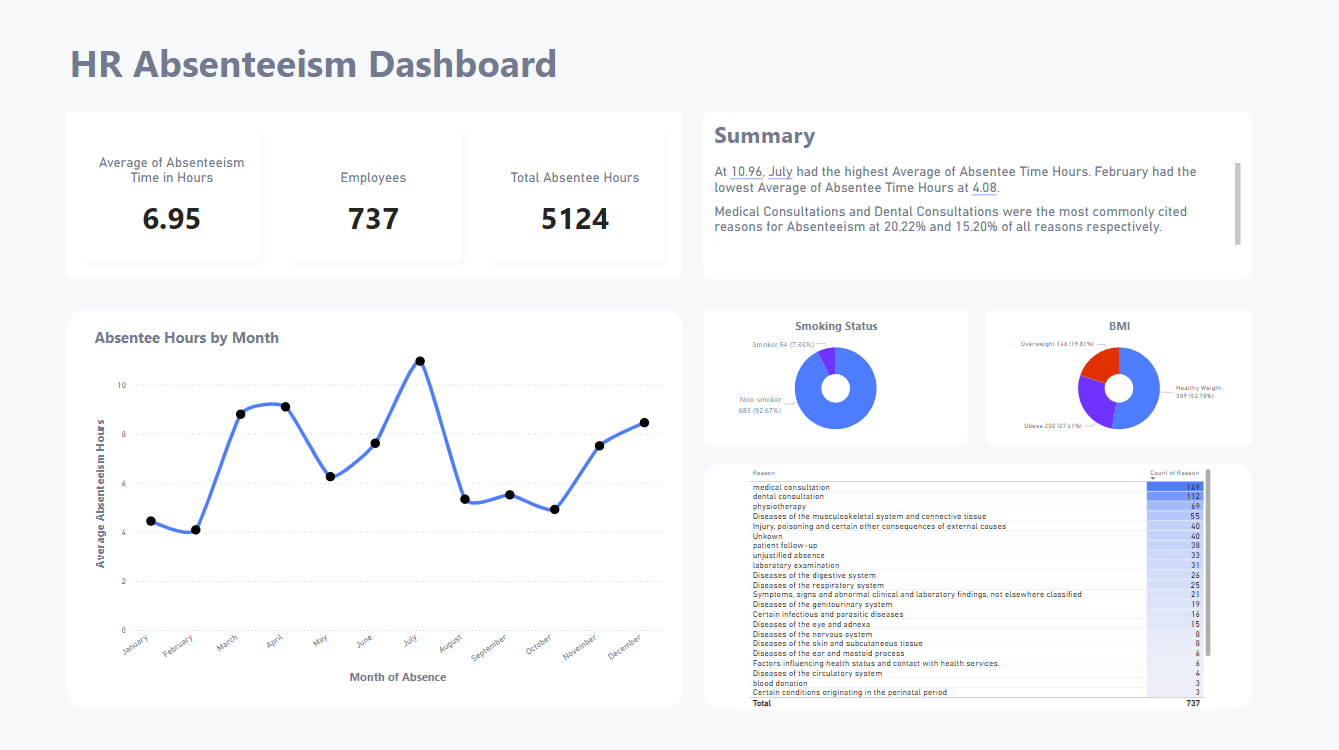 HR Absenteeism Dashboard
Average of Absenteeism
Time in Hours
6.95
Employees
737
Total Absentee Hours
5124
Summary
At 10.96, July had the highest Average of Absentee Time Hours. February had the
lowest Average of Absentee Time Hours at 4.08.
Medical Consultations and Dental Consultations were the most commonly cited
reasons for Absenteeism at 20.22% and 15.20% of all reasons respectively.
Absentee Hours by Month
Average Absenteeism Hours
10
8
6
4
2
0
January
February
March
April
May
June
July
August
September
October
November
December
Month of Absence
Smoking Status
Smoker 54 (7.33%)
Non smoker
683 (92.67%)
BMI
Overweight 146 (19.81%)
Healthy Weight
389 (52.78%)
Obese 202 (27.41%)
Reason Count of Reason
medical consultation 149
dental consultation 112
physiotherapy 69
Diseases of the musculoskeletal system and connective tissue 55
Injury, poisoning and certain other consequences of external causes 40
Unkown 40
patient follow-up 38
unjustified absence 33
laboratory examination 31
Diseases of the digestive system 26
Diseases of the respiratory system 25
Symptoms, signs and abnormal clinical and laboratory findings, not elsewhere classified 21
Diseases of the genitourinary system 19
Certain infectious and parasitic diseases 16
Diseases of the eye and adnexa 15
Diseases of the nervous system 8
Diseases of the skin and subcutaneous tissue 8
Diseases of the ear and mastoid process 6
Factors influencing health status and contact with health services. 6
Diseases of the circulatory system 4
blood donation 3
Certain conditions originating in the perinatal period 3
Total 737